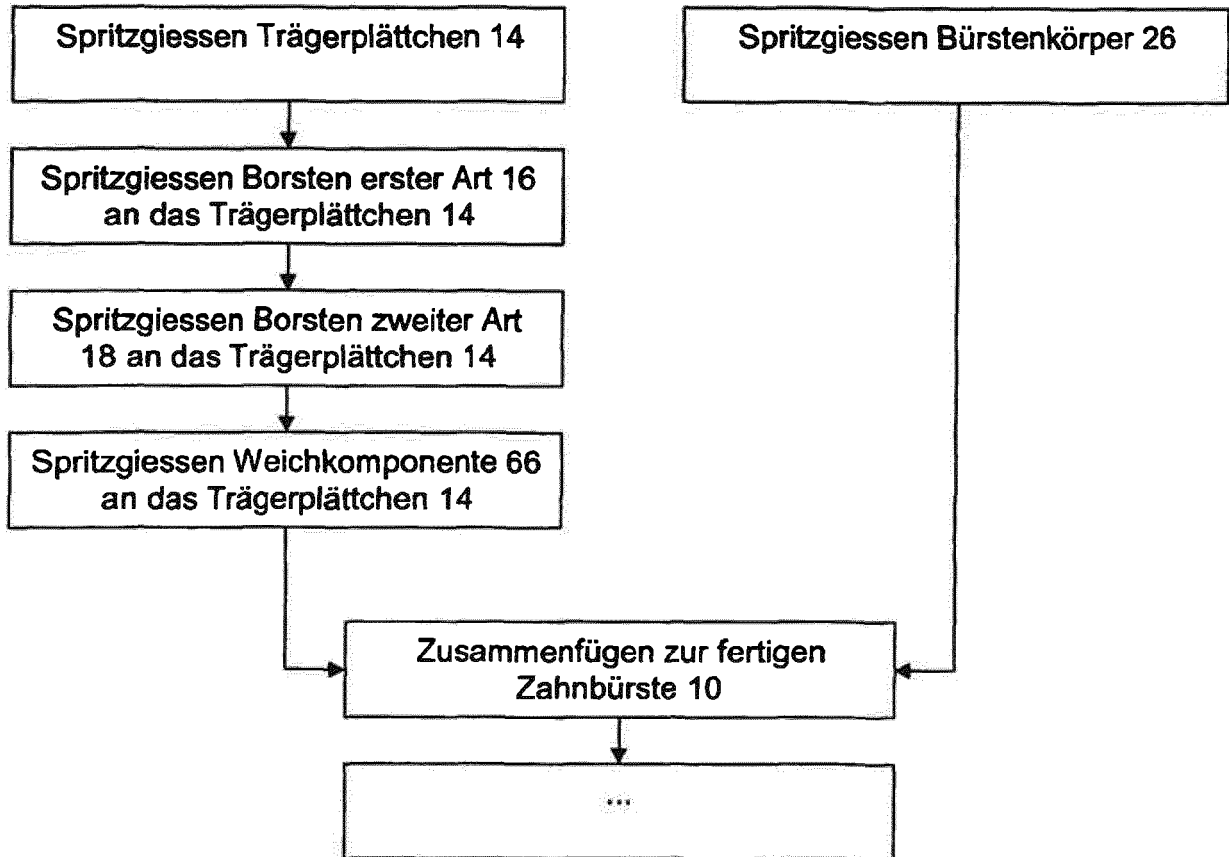 Spritzgiessen Trägerplättchen 14
Spritzgiessen Bürstenkörper 26
Spritzgiessen Borsten erster Art 16
an das Trägerplättchen 14
Spritzgiessen Borsten zweiter Art
18 an das Trägerplättchen 14
Spritzgiessen Weichkomponente 66
an das Trägerplättchen 14
Zusammenfügen zur fertigen
Zahnbürste 10
...